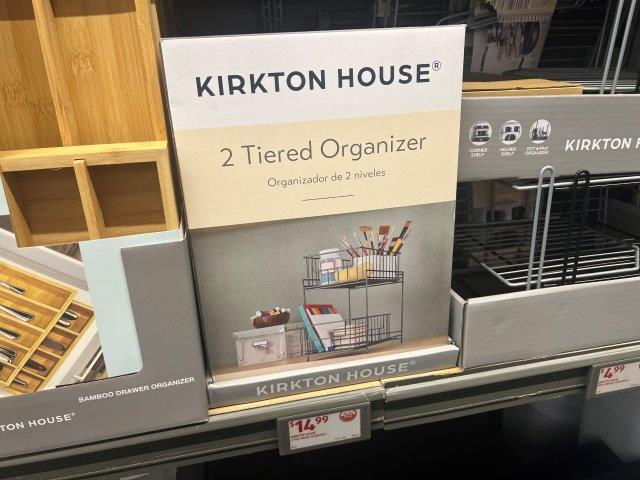 KIRKTON HOUSE®
2 Tiered Organizer
Organizador de 2 niveles
KIRKTON HOUSE®
CORNER SHELF
HELPER SHELF
POT & PAN ORGANIZER
KIRKTON H
BAMBOO DRAWER ORGANIZER
ON HOUSE®
$14.99
$4.99